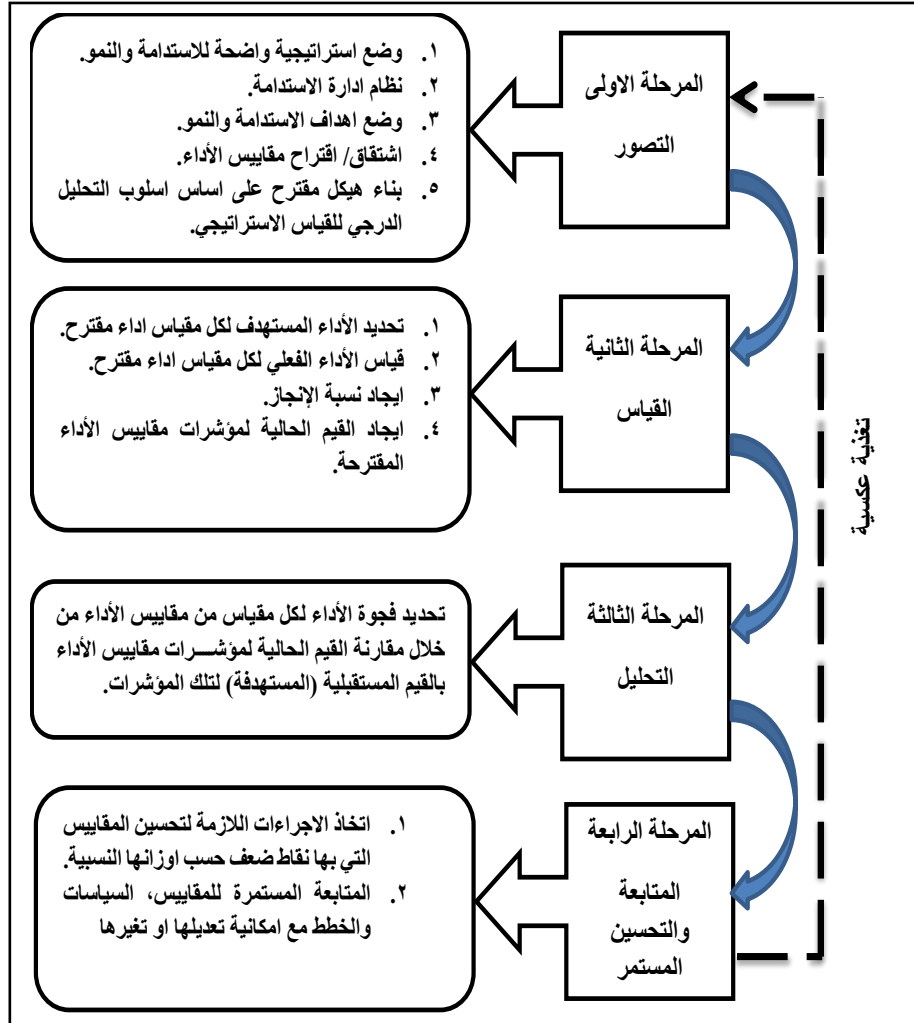 المرحلة الاولى
التصور
١. وضع استراتيجية واضحة للاستدامة والنمو.
٢. نظام ادارة الاستدامة.
٣. وضع اهداف الاستدامة والنمو.
٤. اشتقاق/ اقتراح مقاييس الأداء.
٥. بناء هيكل مقترح على اساس اسلوب التحليل
الدرجي للقياس الاستراتيجي.
المرحلة الثانية
القياس
١. تحديد الأداء المستهدف لكل مقياس اداء مقترح.
٢. قياس الأداء الفعلي لكل مقياس اداء مقترح.
٣. ايجاد نسبة الإنجاز.
٤. ايجاد القيم الحالية لمؤشرات مقاييس الأداء
المقترحة.
المرحلة الثالثة
التحليل
تحديد فجوة الأداء لكل مقياس من مقاييس الأداء من
خلال مقارنة القيم الحالية لمؤشـــرات مقاييس الأداء
بالقيم المستقبلية (المستهدفة) لتلك المؤشرات.
المرحلة الرابعة
المتابعة
والتحسين
المستمر
١. اتخاذ الاجراءات اللازمة لتحسين المقاييس
التي بها نقاط ضعف حسب اوزانها النسبية.
٢. المتابعة المستمرة للمقاييس، السياسات
والخطط مع امكانية تعديلها او تغيرها
تغذية عكسية